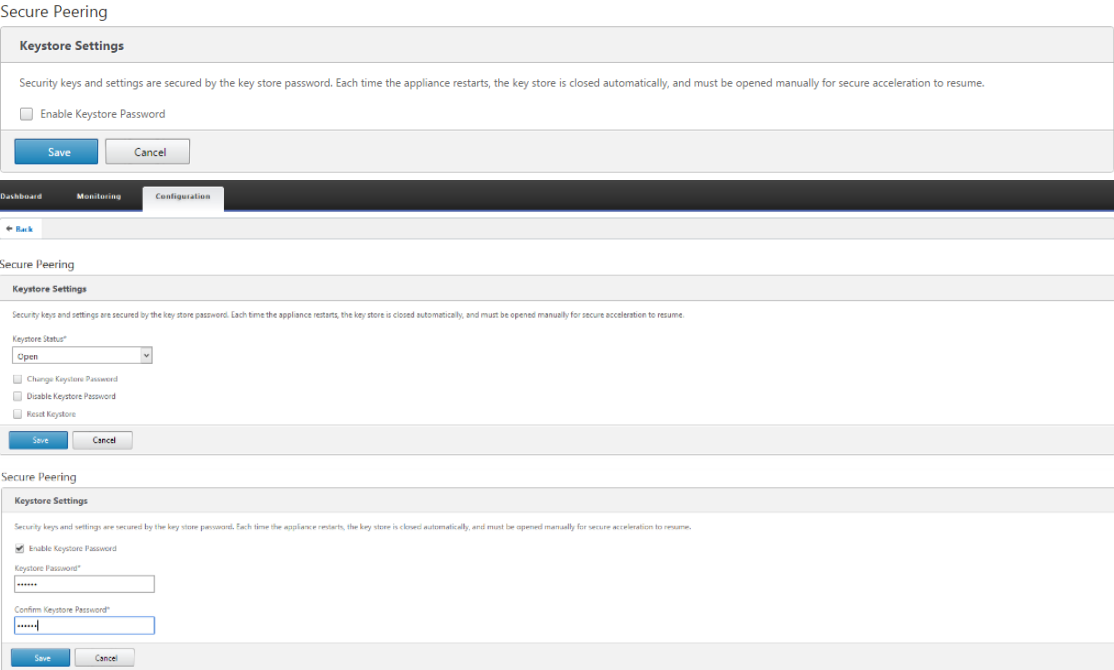 Secure Peering
Keystore Settings
Security keys and settings are secured by the key store password. Each time the appliance restarts, the key store is closed automatically, and must be opened manually for secure acceleration to resume.
Enable Keystore Password
Save Cancel
Dashboard Monitoring Configuration
Back
Secure Peering
Keystore Settings
Security keys and settings are secured by the key store password. Each time the appliance restarts, the key store is closed automatically, and must be opened manually for secure acceleration to resume.
Keystore Status*
Open
Change Keystore Password
Disable Keystore Password
Reset Keystore
Save Cancel
Secure Peering
Keystore Settings
Security keys and settings are secured by the key store password. Each time the appliance restarts, the key store is closed automatically, and must be opened manually for secure acceleration to resume.
Enable Keystore Password
Keystore Password*
••••••
Confirm Keystore Password*
••••••
Save Cancel